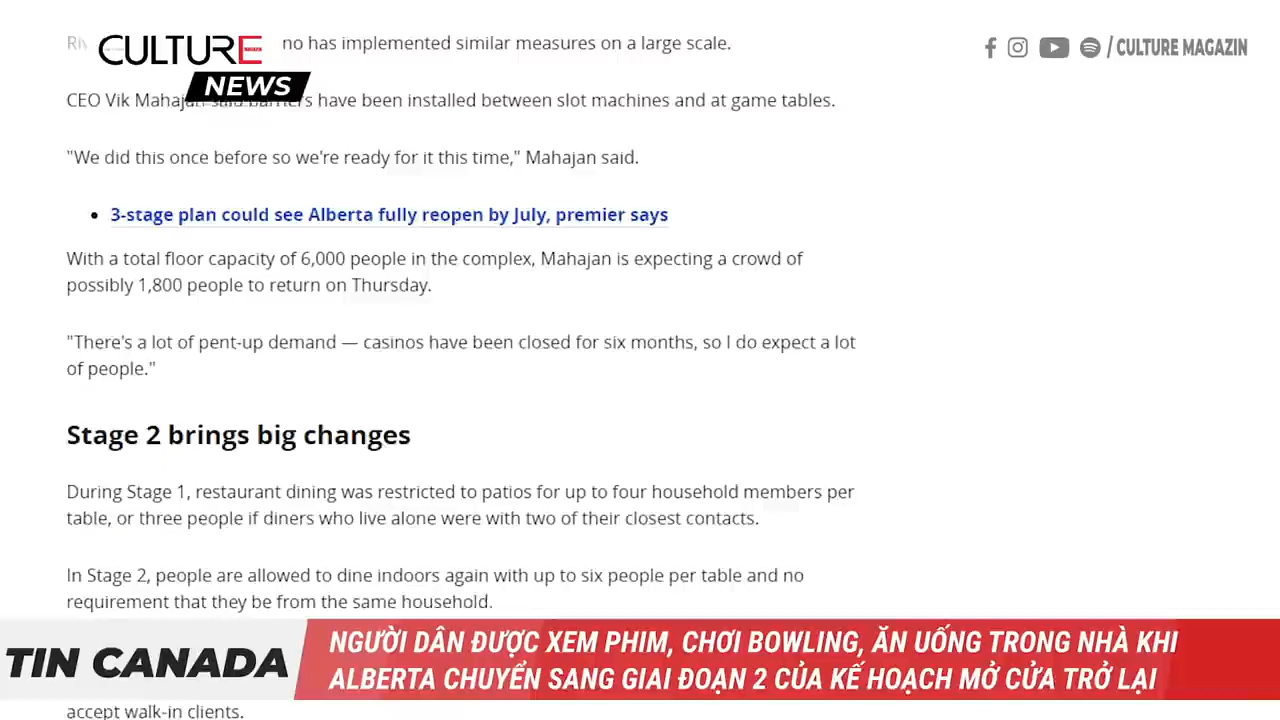 CULTURE
NEWS
/ CULTURE MAGAZIN
no has implemented similar measures on a large scale.
CEO Vik Mahajan said barriers have been installed between slot machines and at game tables.
"We did this once before so we're ready for it this time," Mahajan said.
• 3-stage plan could see Alberta fully reopen by July, premier says
With a total floor capacity of 6,000 people in the complex, Mahajan is expecting a crowd of
possibly 1,800 people to return on Thursday.
"There's a lot of pent-up demand — casinos have been closed for six months, so I do expect a lot
of people."
Stage 2 brings big changes
During Stage 1, restaurant dining was restricted to patios for up to four household members per
table, or three people if diners who live alone were with two of their closest contacts.
In Stage 2, people are allowed to dine indoors again with up to six people per table and no
requirement that they be from the same household.
TIN CANADA
NGƯỜI DÂN ĐƯỢC XEM PHIM, CHƠI BOWLING, ĂN UỐNG TRONG NHÀ KHI
ALBERTA CHUYỂN SANG GIAI ĐOẠN 2 CỦA KẾ HOẠCH MỞ CỬA TRỞ LẠI
accept walk-in clients.